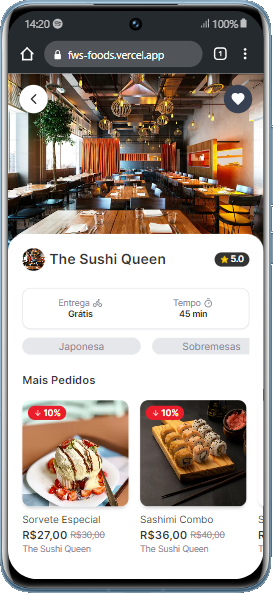 14:20 100%
fws-foods.vercel.app 1
The Sushi Queen 5.0
Entrega Tempo
Grátis 45 min
Japonesa Sobremesas
Mais Pedidos
10% 10%
Sorvete Especial Sashimi Combo
R$27,00 R$30,00 R$36,00 R$40,00
The Sushi Queen The Sushi Queen